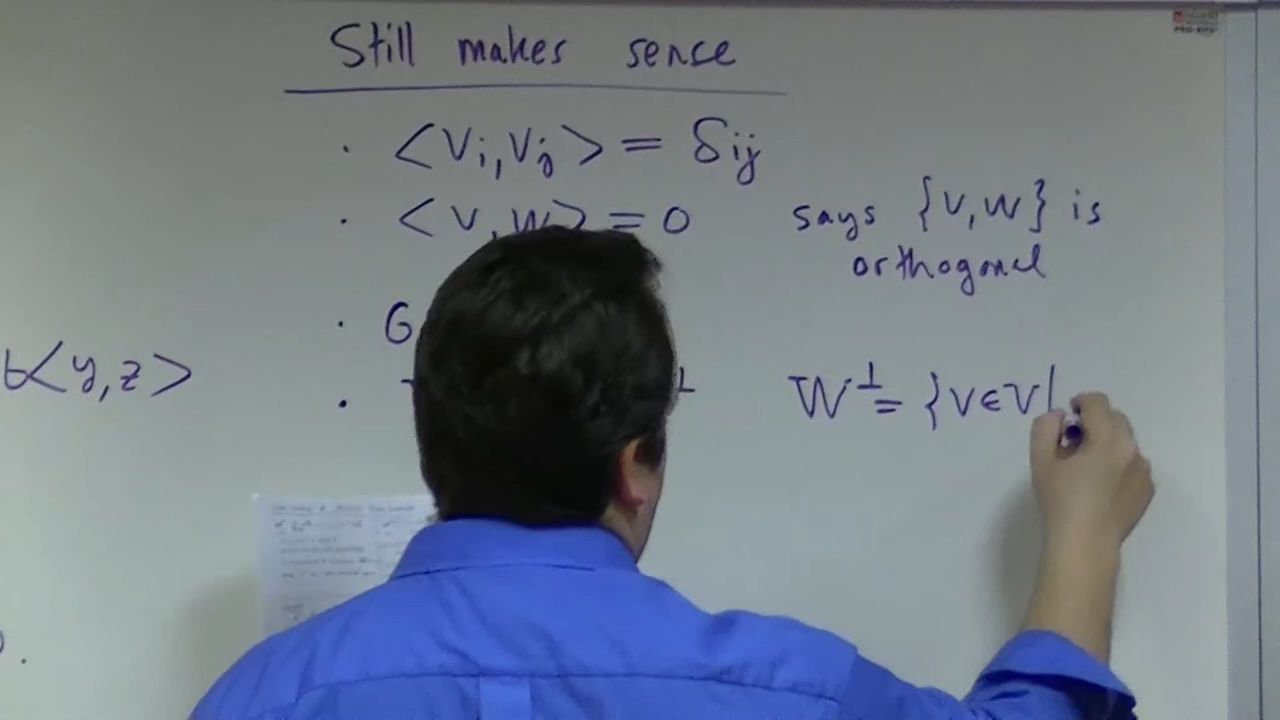 Still makes sence
· <Vi, Vj> = δij
· <V, W> = 0 says {V, W} is
orthogonal
· G
b<y, z>
· ⊥ W⊥ = {V∈V|